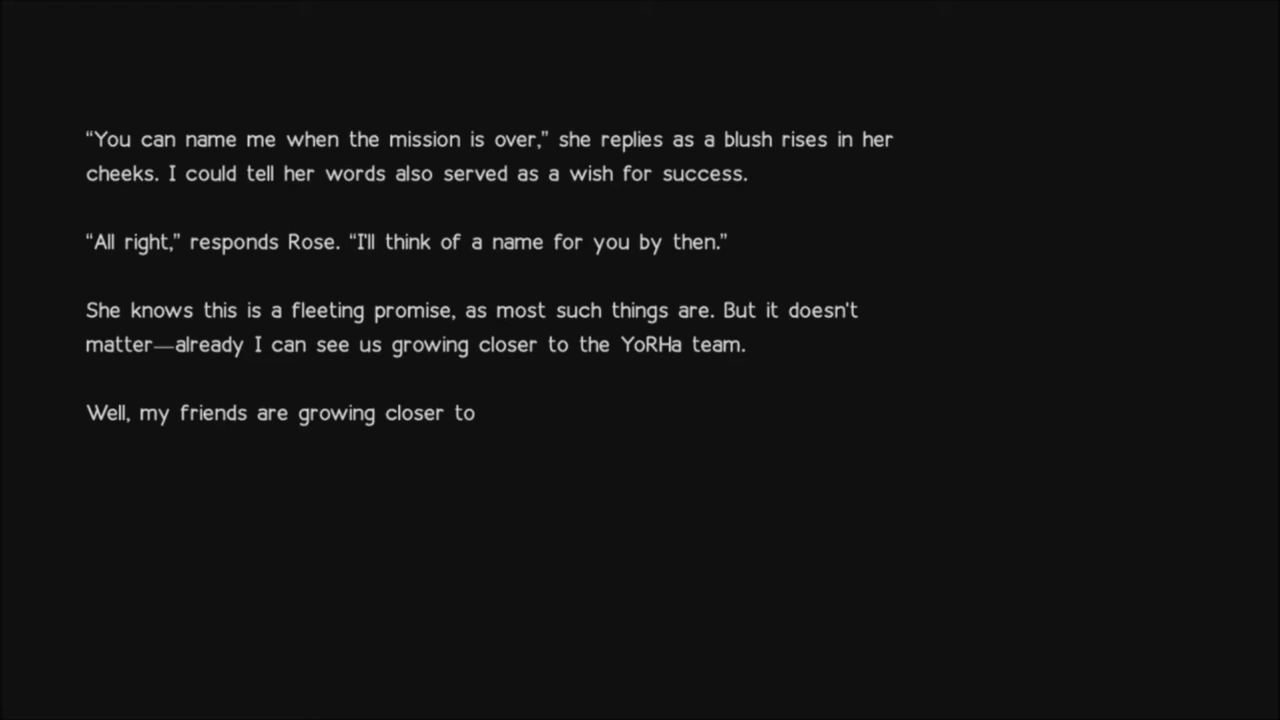 “You can name me when the mission is over,” she replies as a blush rises in her
cheeks. I could tell her words also served as a wish for success.
“All right,” responds Rose. “I'll think of a name for you by then.”
She knows this is a fleeting promise, as most such things are. But it doesn't
matter—already I can see us growing closer to the YoRHa team.
Well, my friends are growing closer to